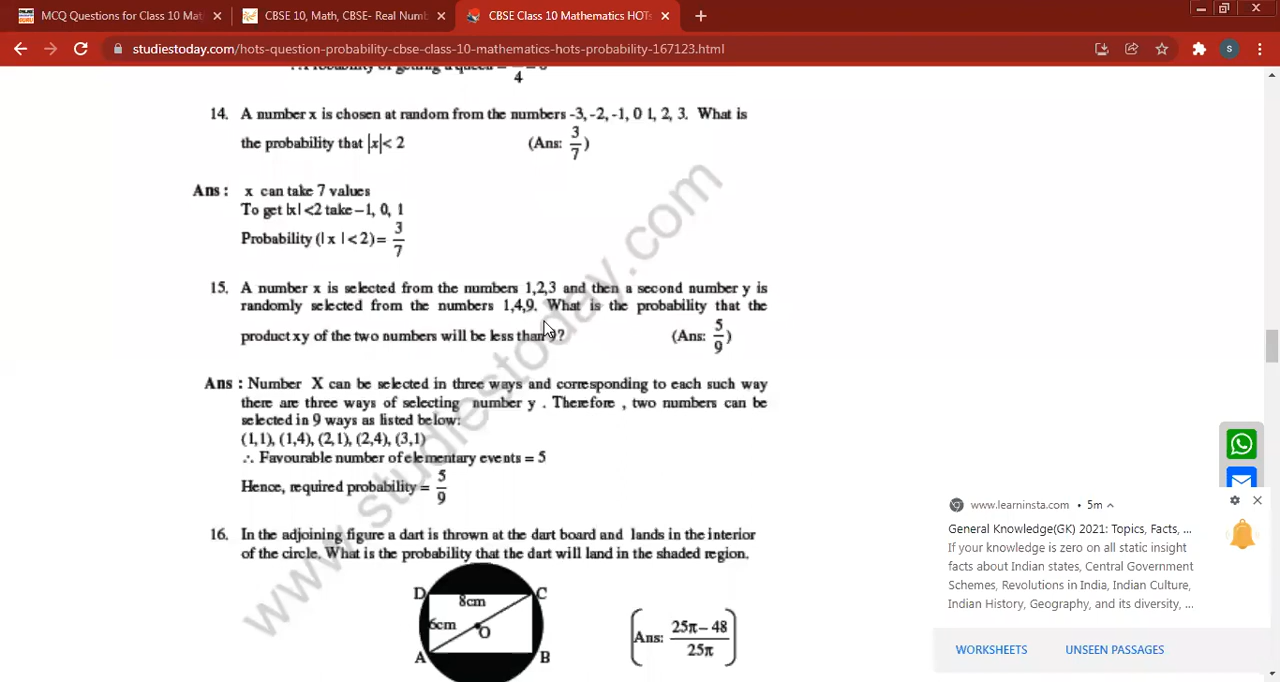 MCQ Questions for Class 10 Mat
CBSE 10, Math, CBSE- Real Numb
CBSE Class 10 Mathematics HOTs
studiestoday.com/hots-question-probability-cbse-class-10-mathematics-hots-probability-167123.html
S
∴Probability of getting a queen =
4
14. A number x is chosen at random from the numbers -3, -2, -1, 0 1, 2, 3. What is
the probability that |x|< 2 (Ans: 3/7)
Ans : x can take 7 values
To get |x| <2 take –1, 0, 1
Probability (| x | < 2) = 3/7
15. A number x is selected from the numbers 1,2,3 and then a second number y is
randomly selected from the numbers 1,4,9. What is the probability that the
product xy of the two numbers will be less than 9? (Ans: 5/9)
Ans : Number X can be selected in three ways and corresponding to each such way
there are three ways of selecting number y . Therefore , two numbers can be
selected in 9 ways as listed below:
(1,1), (1,4), (2,1), (2,4), (3,1)
∴ Favourable number of elementary events = 5
Hence, required probability = 5/9
16. In the adjoining figure a dart is thrown at the dart board and lands in the interior
of the circle. What is the probability that the dart will land in the shaded region.
D C
8cm
6cm
O
A B
[Ans: 25π – 48 / 25π]
www.studiestoday.com
www.learninsta.com • 5m
General Knowledge(GK) 2021: Topics, Facts, ...
If your knowledge is zero on all static insight
facts about Indian states, Central Government
Schemes, Revolutions in India, Indian Culture,
Indian History, Geography, and its diversity, ...
WORKSHEETS UNSEEN PASSAGES